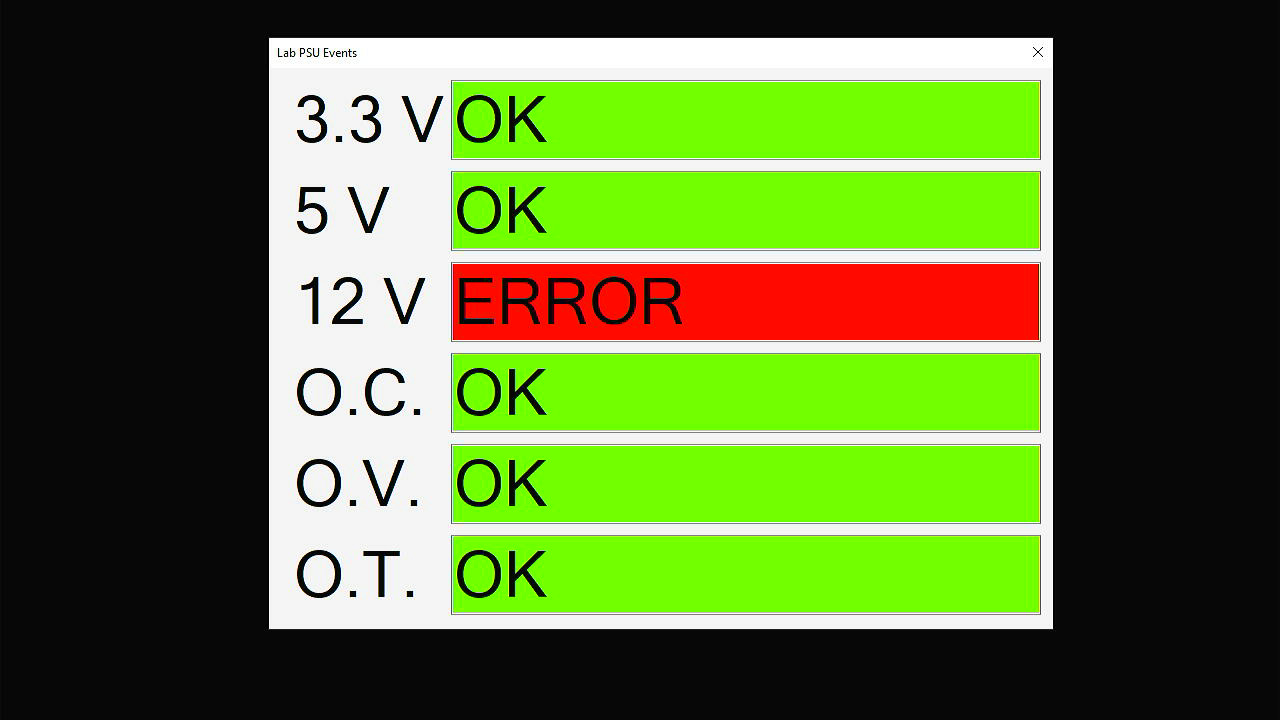 Lab PSU Events
3.3 V OK
5 V OK
12 V ERROR
O.C. OK
O.V. OK
O.T. OK